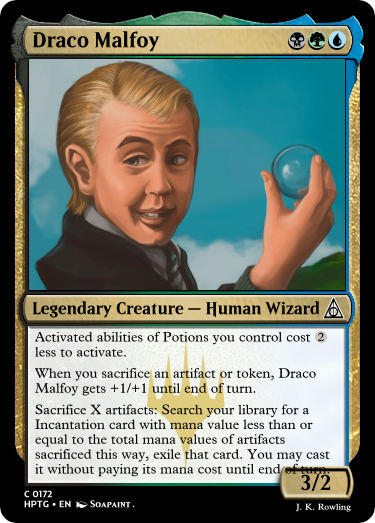 Draco Malfoy
Legendary Creature — Human Wizard
Activated abilities of Potions you control cost 2
less to activate.
When you sacrifice an artifact or token, Draco
Malfoy gets +1/+1 until end of turn.
Sacrifice X artifacts: Search your library for a
Incantation card with mana value less than or
equal to the total mana values of artifacts
sacrificed this way, exile that card. You may cast
it without paying its mana cost until end of turn.
3/2
C 0172
HPTG • EN SOAPAINT .
J. K. Rowling